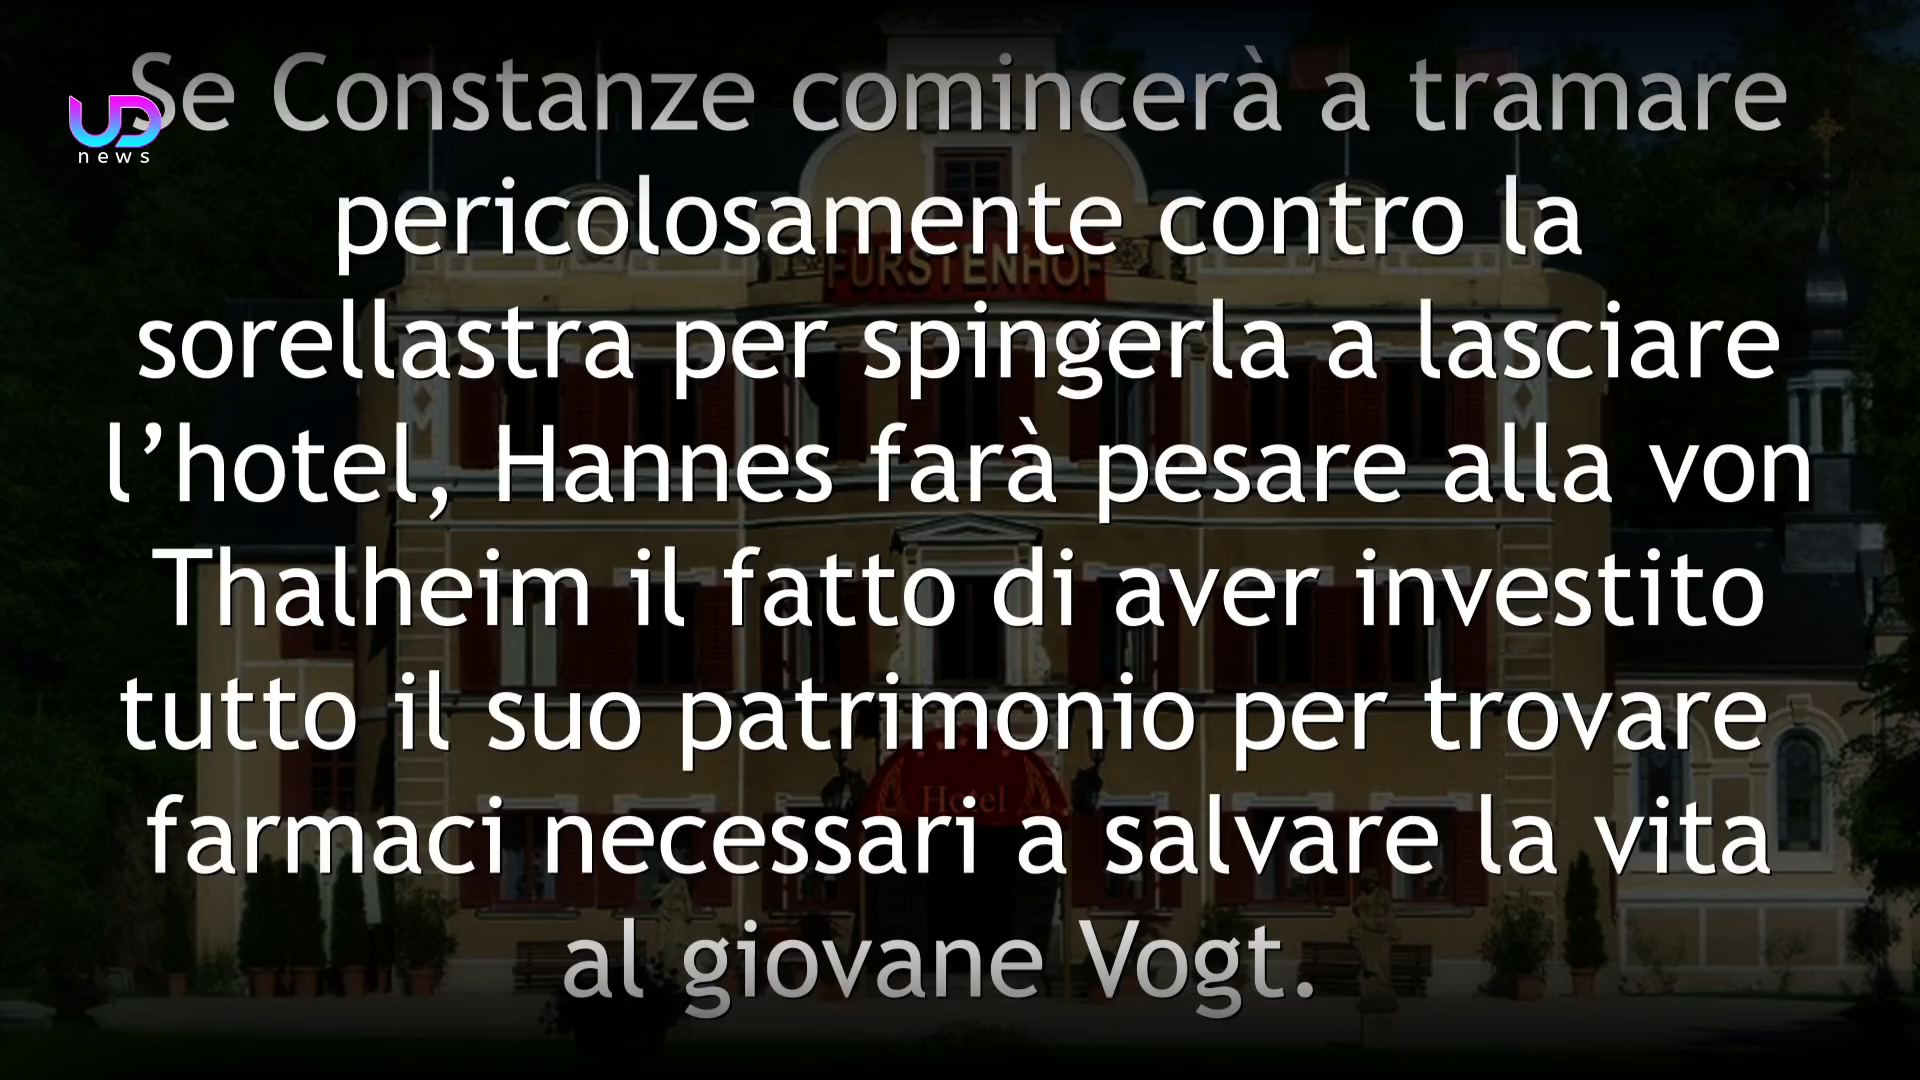 Se Constanze comincerà a tramare
UD
news
pericolosamente contro la
FÜRSTENHOF
sorellastra per spingerla a lasciare
l’hotel, Hannes farà pesare alla von
Thalheim il fatto di aver investito
tutto il suo patrimonio per trovare
Hotel
farmaci necessari a salvare la vita
al giovane Vogt.